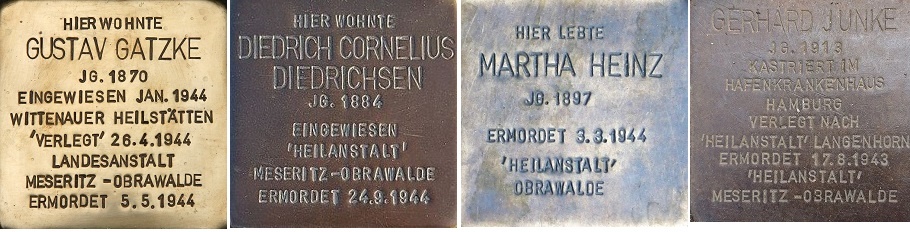 HIER WOHNTE
GUSTAV GATZKE
JG. 1870
EINGEWIESEN JAN. 1944
WITTENAUER HEILSTÄTTEN
'VERLEGT' 26.4.1944
LANDESANSTALT
MESERITZ-OBRAWALDE
ERMORDET 5.5.1944
HIER WOHNTE
DIEDRICH CORNELIUS
DIEDRICHSEN
JG. 1884
EINGEWIESEN
'HEILANSTALT'
MESERITZ-OBRAWALDE
ERMORDET 24.9.1944
HIER LEBTE
MARTHA HEINZ
JG. 1897
ERMORDET 3.3.1944
'HEILANSTALT'
OBRAWALDE
GERHARD JUNKE
JG. 1913
KASTRIERT IM
HAFENKRANKENHAUS
HAMBURG
VERLEGT NACH
'HEILANSTALT' LANGENHORN
ERMORDET 17.8.1943
'HEILANSTALT'
MESERITZ-OBRAWALDE